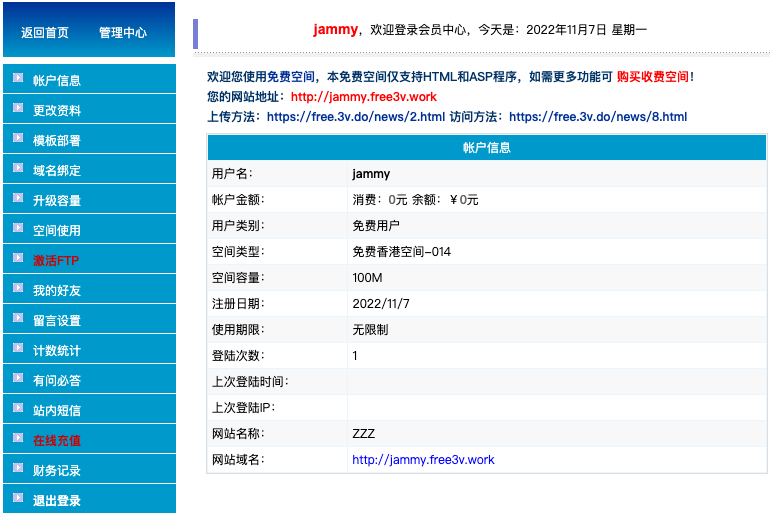 返回首页 管理中心
帐户信息
更改资料
模板部署
域名绑定
升级容量
空间使用
激活FTP
我的好友
留言设置
计数统计
有问必答
站内短信
在线充值
财务记录
退出登录
jammy，欢迎登录会员中心，今天是：2022年11月7日 星期一
欢迎您使用免费空间，本免费空间仅支持HTML和ASP程序，如需更多功能可 购买收费空间！
您的网站地址：http://jammy.free3v.work
上传方法：https://free.3v.do/news/2.html 访问方法：https://free.3v.do/news/8.html
帐户信息
用户名： jammy
帐户金额： 消费：0元 余额：￥0元
用户类别： 免费用户
空间类型： 免费香港空间-014
空间容量： 100M
注册日期： 2022/11/7
使用期限： 无限制
登陆次数： 1
上次登陆时间：
上次登陆IP：
网站名称： ZZZ
网站域名： http://jammy.free3v.work